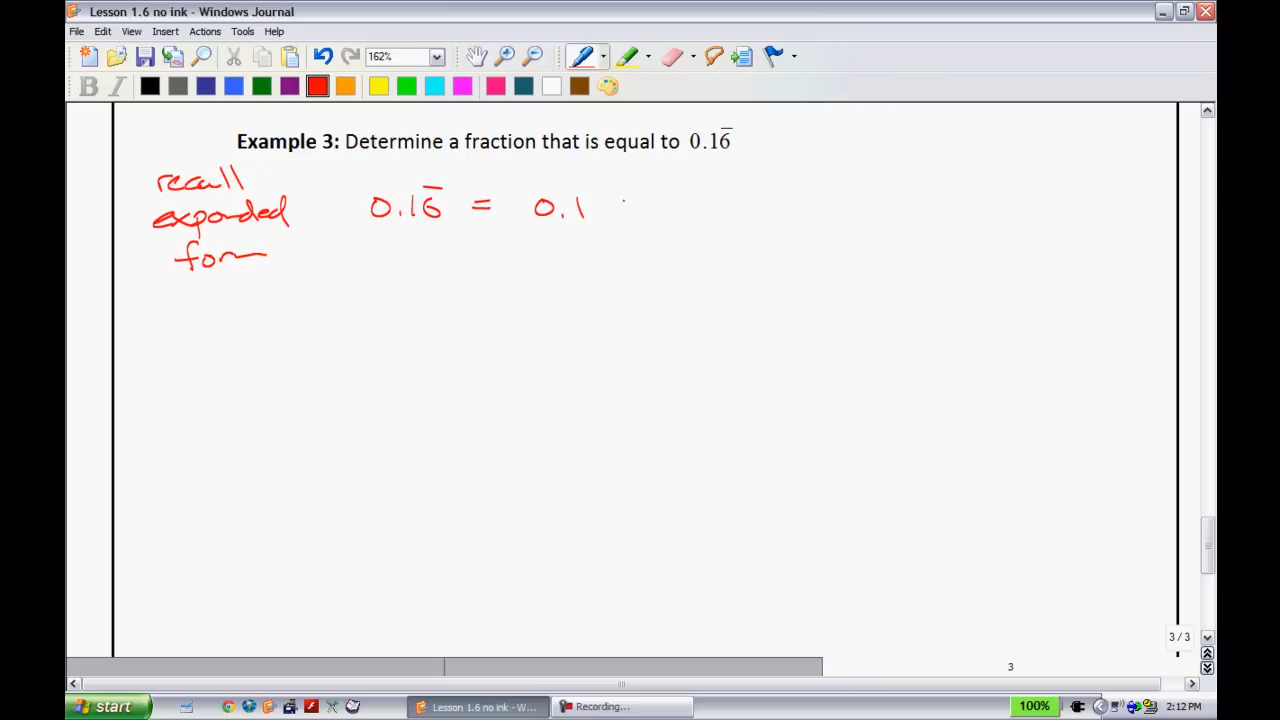 Lesson 1.6 no ink - Windows Journal
File Edit View Insert Actions Tools Help
162%
B I
Example 3: Determine a fraction that is equal to 0.16̅
recall
expanded
form
0.16̅ = 0.1
3 / 3
3
start
Lesson 1.6 no ink - W...
Recording...
100%
2:12 PM